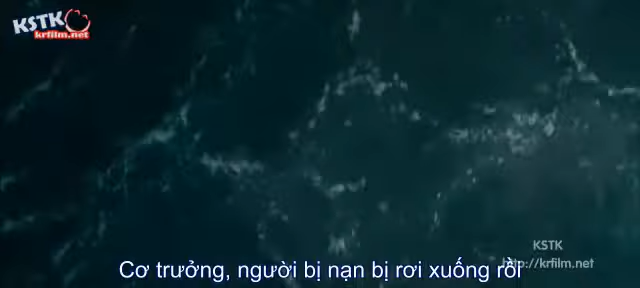 KSTK
krfilm.net
KSTK
http://krfilm.net
Cơ trưởng, người bị nạn bị rơi xuống rồi